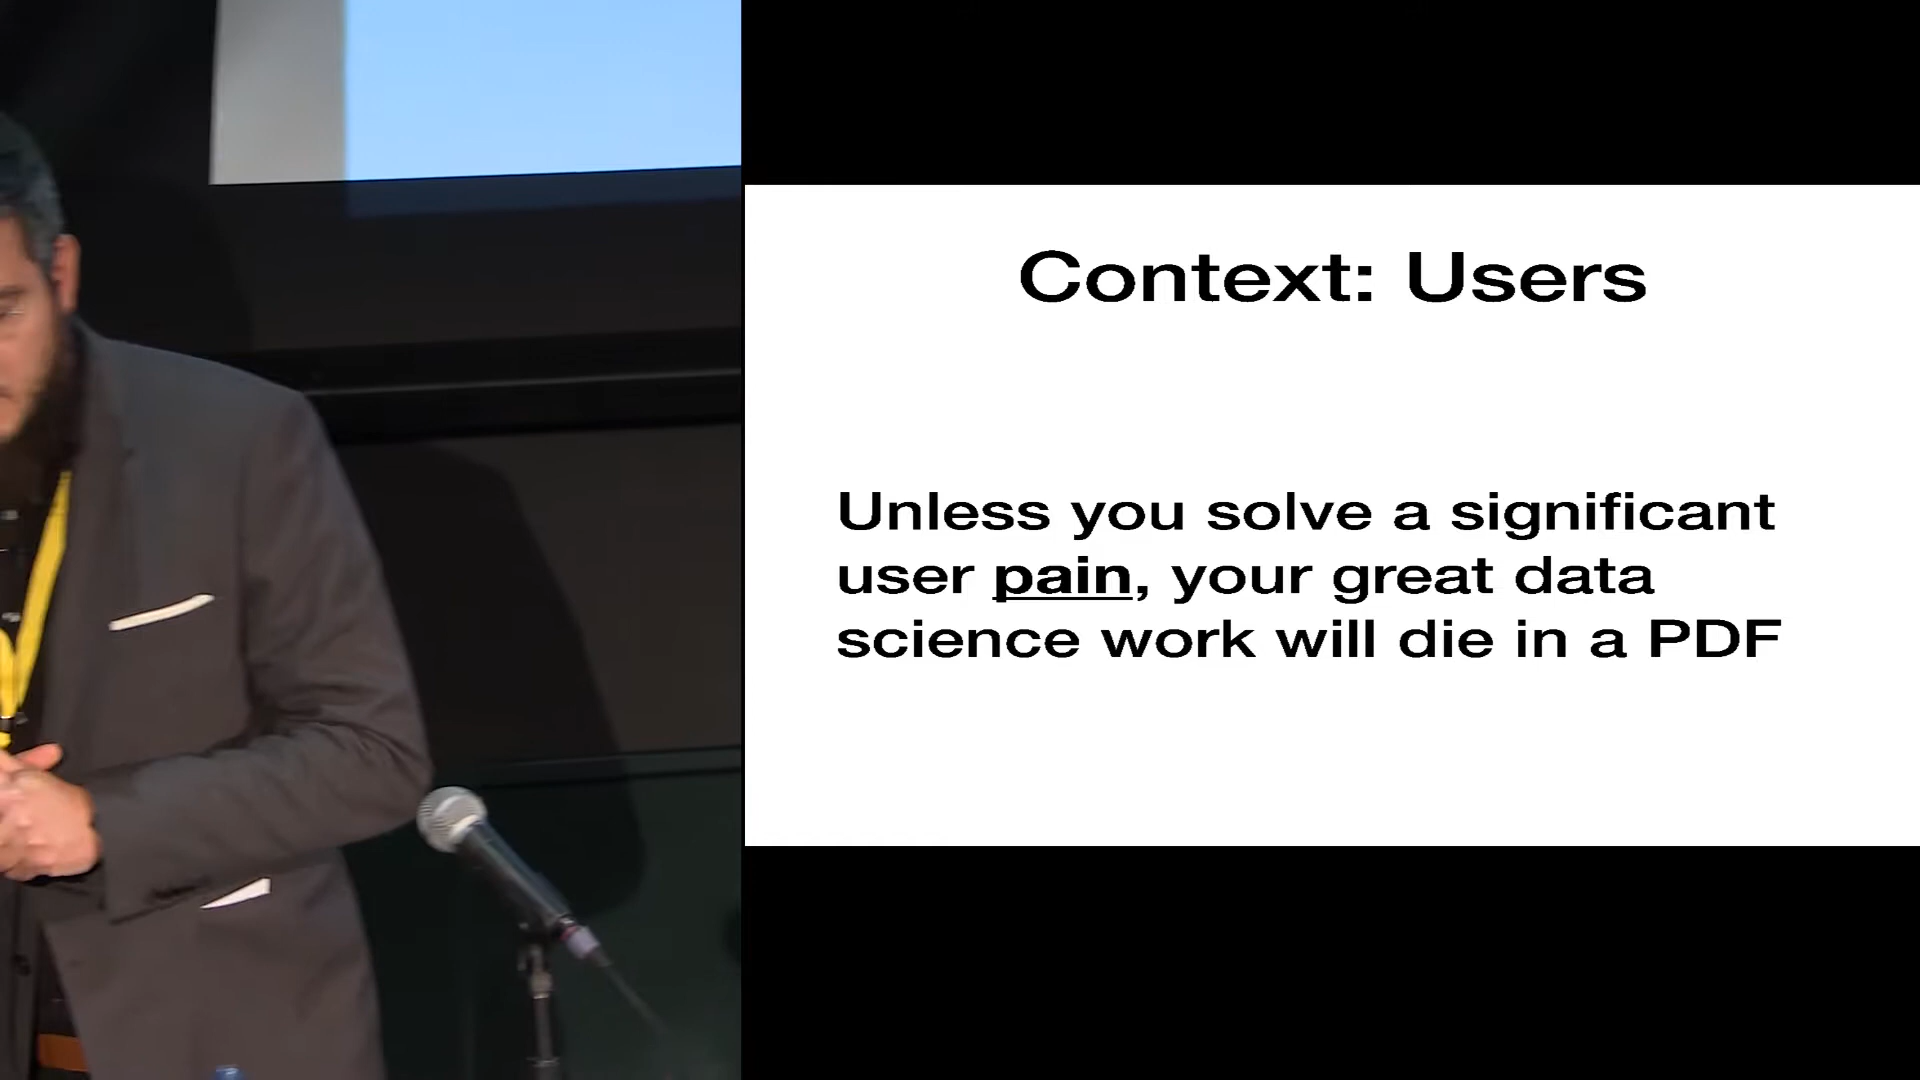 Context: Users
Unless you solve a significant
user pain, your great data
science work will die in a PDF